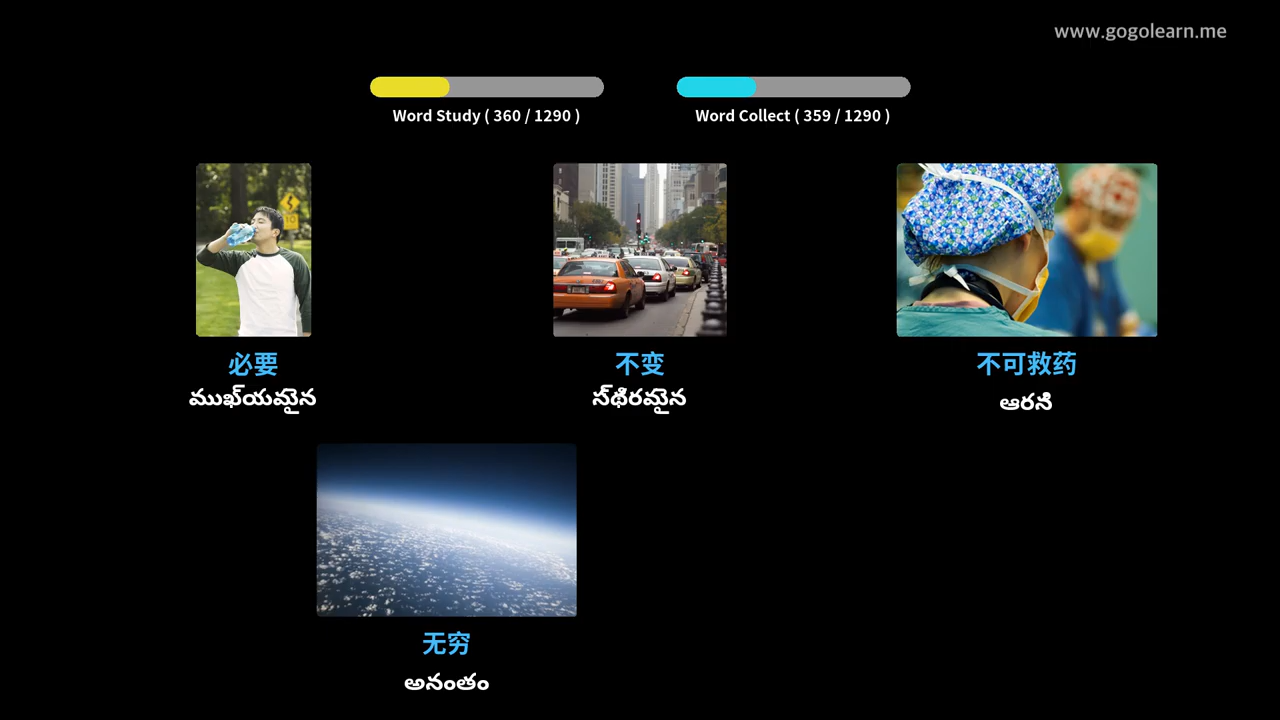 www.gogolearn.me
Word Study ( 360 / 1290 )
Word Collect ( 359 / 1290 )
必要
ముఖ్యమైన
不变
స్థిరమైన
不可救药
ఆరని
无穷
అనంతం